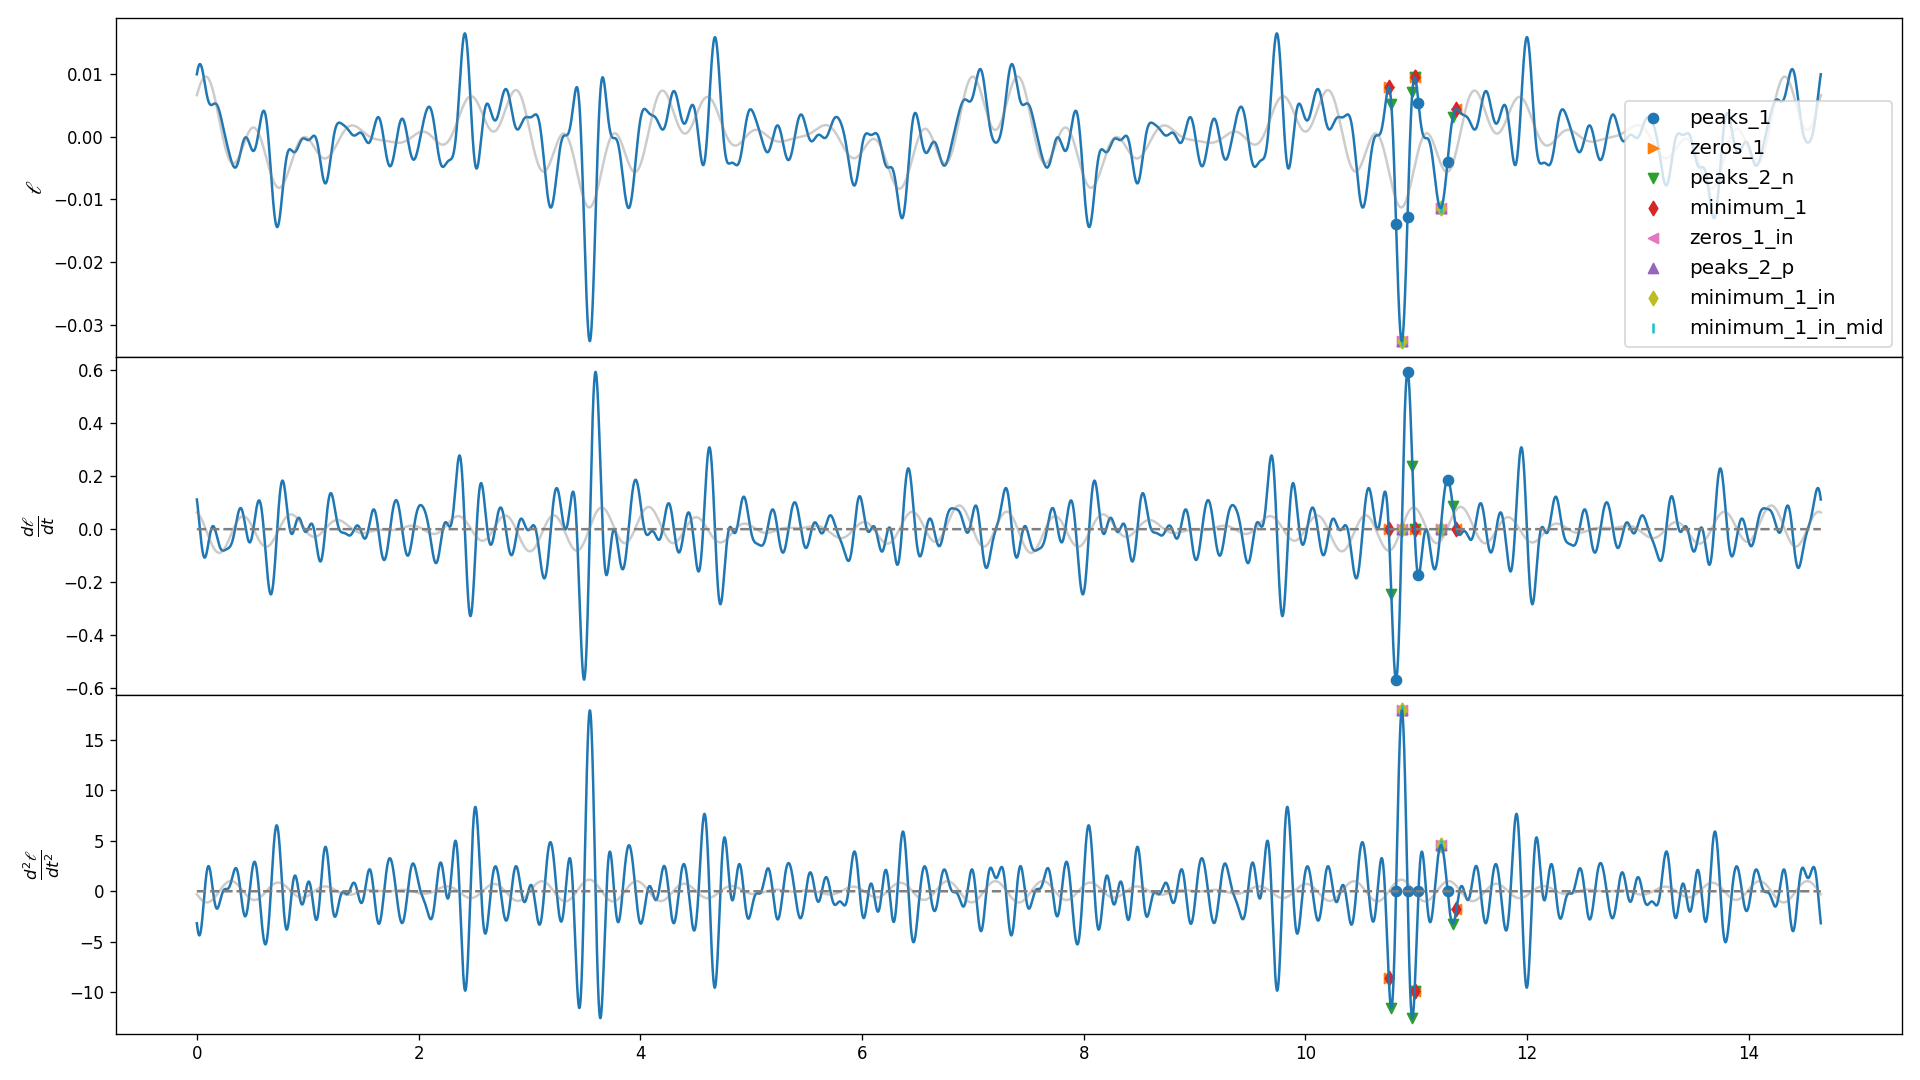 0.01
0.00
−0.01
−0.02
−0.03
ℓ
peaks_1
zeros_1
peaks_2_n
minimum_1
zeros_1_in
peaks_2_p
minimum_1_in
minimum_1_in_mid
0.6
0.4
0.2
0.0
−0.2
−0.4
−0.6
dℓ/dt
15
10
5
0
−5
−10
d²ℓ/dt²
0 2 4 6 8 10 12 14